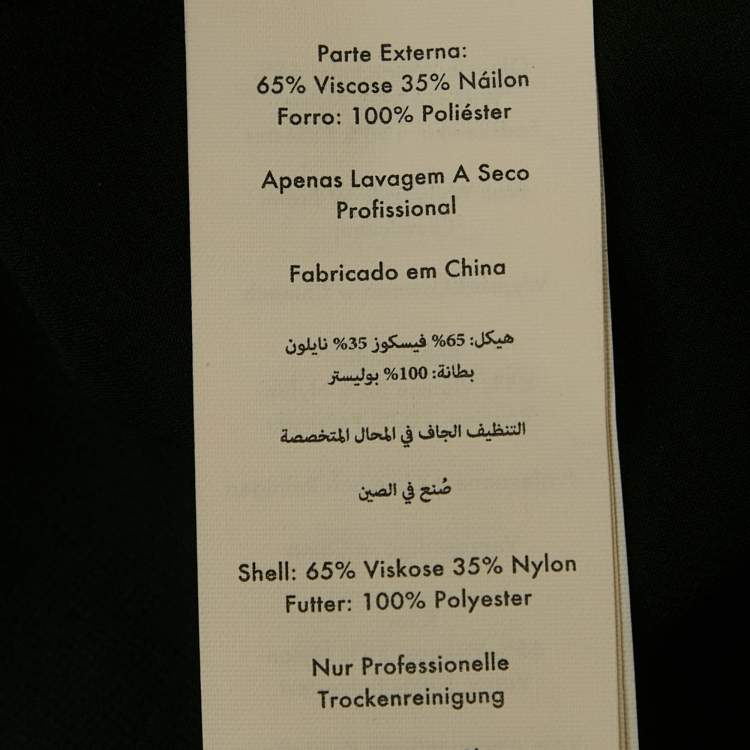 Parte Externa:
65% Viscose 35% Náilon
Forro: 100% Poliéster
Apenas Lavagem A Seco
Profissional
Fabricado em China
هيكل: 65% فيسكوز 35% نايلون
بطانة: 100% بوليستر
التنظيف الجاف في المحال المتخصصة
صُنع في الصين
Shell: 65% Viskose 35% Nylon
Futter: 100% Polyester
Nur Professionelle
Trockenreinigung